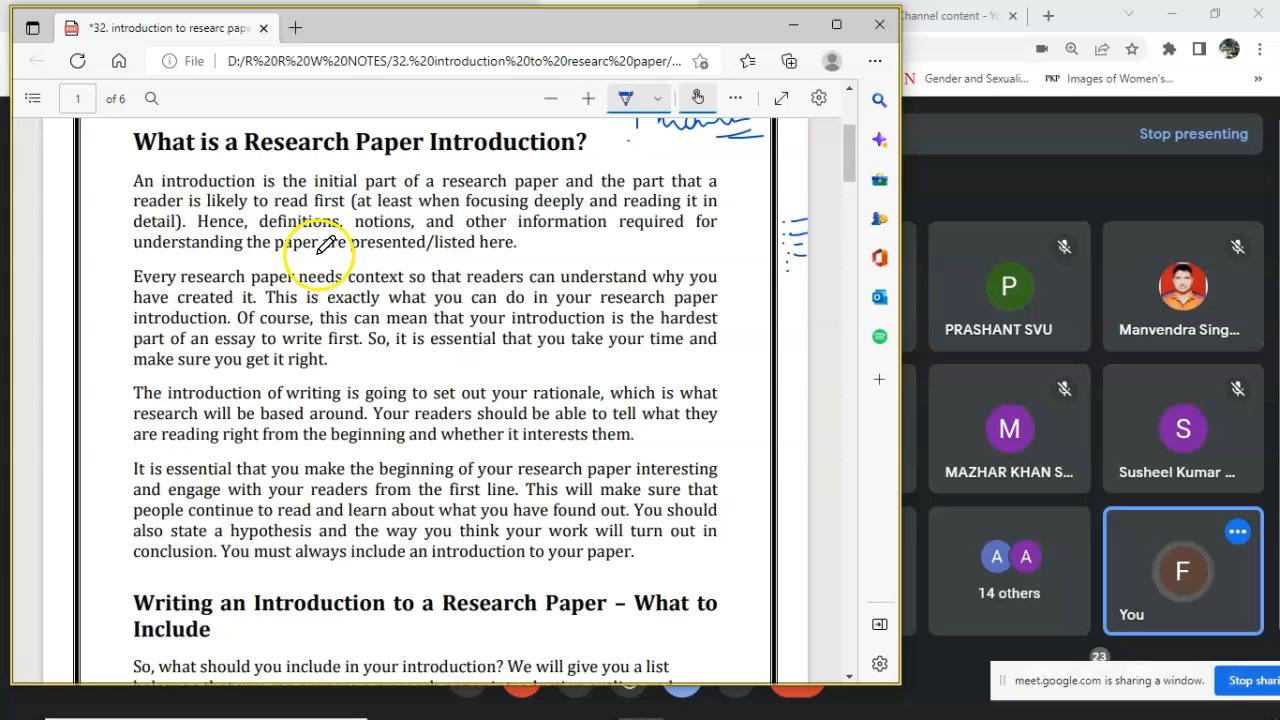 *32. introduction to researc pape
Channel content - Yo
File
D:/R%20R%20W%20NOTES/32.%20introduction%20to%20researc%20paper/...
Gender and Sexuali...
PKP Images of Women's...
1 of 6
Stop presenting
What is a Research Paper Introduction?
An introduction is the initial part of a research paper and the part that a
reader is likely to read first (at least when focusing deeply and reading it in
detail). Hence, definitions, notions, and other information required for
understanding the paper are presented/listed here.
Every research paper needs context so that readers can understand why you
have created it. This is exactly what you can do in your research paper
introduction. Of course, this can mean that your introduction is the hardest
part of an essay to write first. So, it is essential that you take your time and
make sure you get it right.
The introduction of writing is going to set out your rationale, which is what
research will be based around. Your readers should be able to tell what they
are reading right from the beginning and whether it interests them.
It is essential that you make the beginning of your research paper interesting
and engage with your readers from the first line. This will make sure that
people continue to read and learn about what you have found out. You should
also state a hypothesis and the way you think your work will turn out in
conclusion. You must always include an introduction to your paper.
Writing an Introduction to a Research Paper – What to
Include
So, what should you include in your introduction? We will give you a list
P
PRASHANT SVU
Manvendra Sing...
M
MAZHAR KHAN S...
S
Susheel Kumar ...
A A
14 others
F
You
23
meet.google.com is sharing a window.
Stop shari